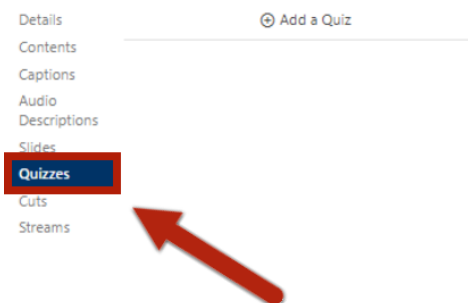 Details
Contents
Captions
Audio
Descriptions
Slides
Quizzes
Cuts
Streams
Add a Quiz